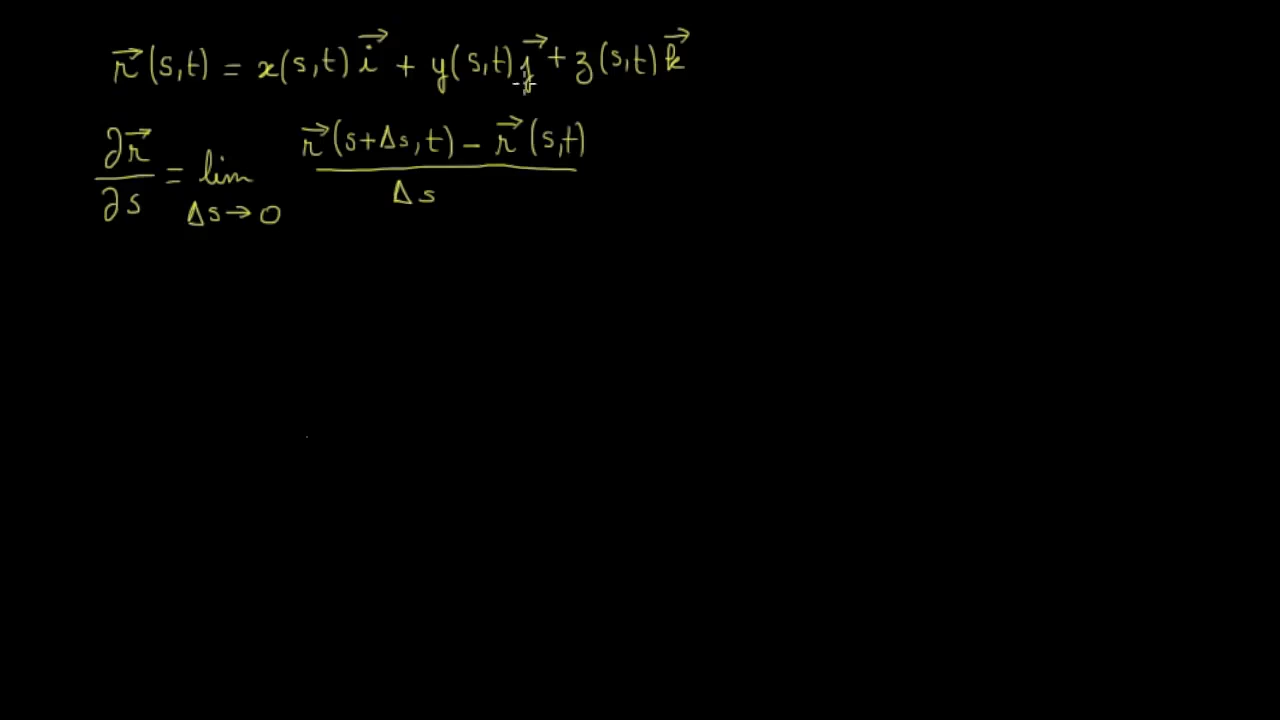 r⃗(s,t) = x(s,t) i⃗ + y(s,t) j⃗ + z(s,t) k⃗
∂r⃗/∂s = lim Δs→0 (r⃗(s+Δs,t) − r⃗(s,t))/Δs